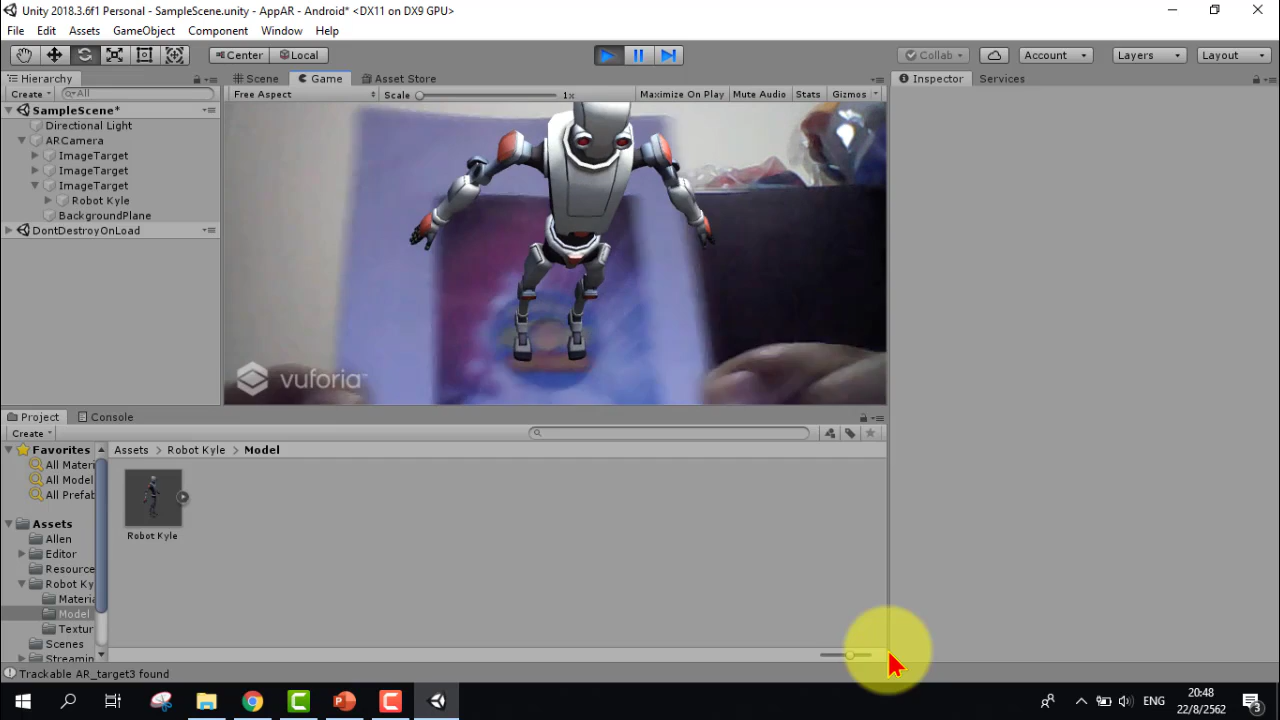 Unity 2018.3.6f1 Personal - SampleScene.unity - AppAR - Android* <DX11 on DX9 GPU>
File Edit Assets GameObject Component Window Help
Center Local Collab Account Layers Layout
Hierarchy Scene Game Asset Store Inspector Services
Create All Free Aspect Scale 1x Maximize On Play Mute Audio Stats Gizmos
SampleScene*
Directional Light
ARCamera
ImageTarget
ImageTarget
ImageTarget
Robot Kyle
BackgroundPlane
DontDestroyOnLoad
vuforia
Project Console
Create
Favorites Assets Robot Kyle Model
All Materi
All Model
All Prefab
Assets
Allen
Editor
Resource
Robot Ky
Materia
Model
Textur
Scenes
Streamin
Robot Kyle
Trackable AR_target3 found
ENG
20:48
22/8/2562
3